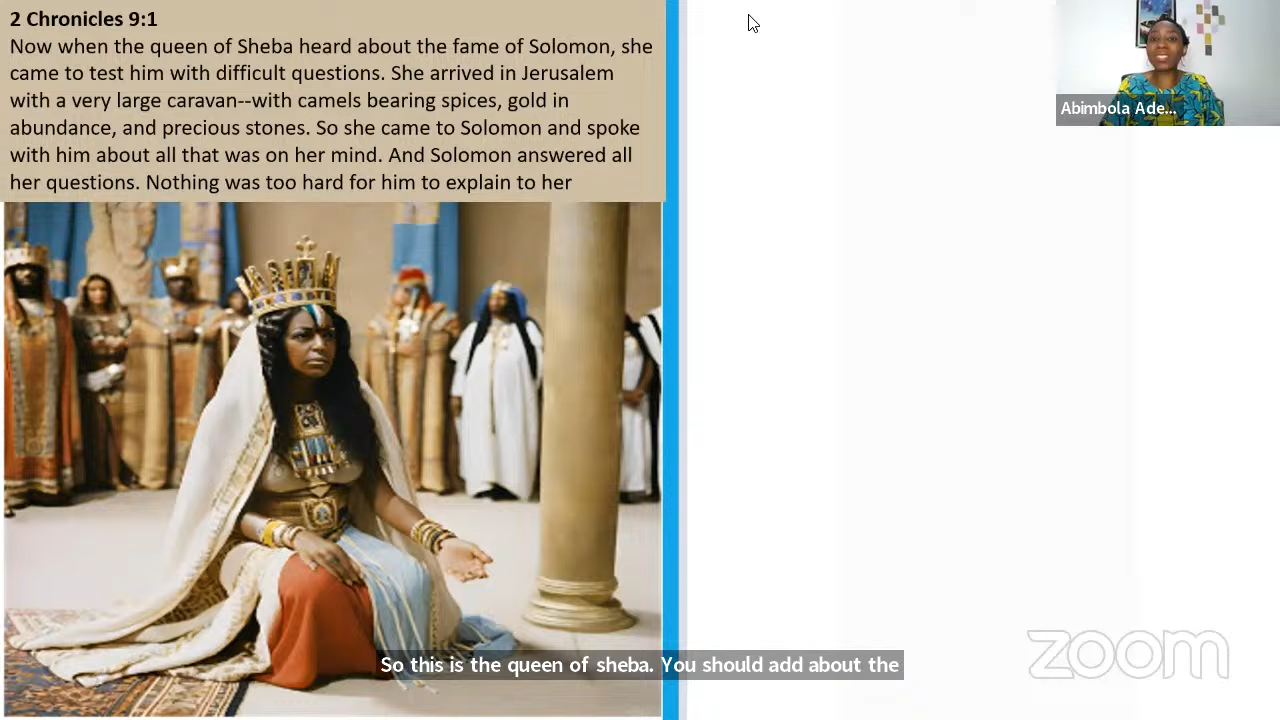 2 Chronicles 9:1
Now when the queen of Sheba heard about the fame of Solomon, she
came to test him with difficult questions. She arrived in Jerusalem
with a very large caravan--with camels bearing spices, gold in
abundance, and precious stones. So she came to Solomon and spoke
with him about all that was on her mind. And Solomon answered all
her questions. Nothing was too hard for him to explain to her
Abimbola Ade...
So this is the queen of sheba. You should add about the
zoom